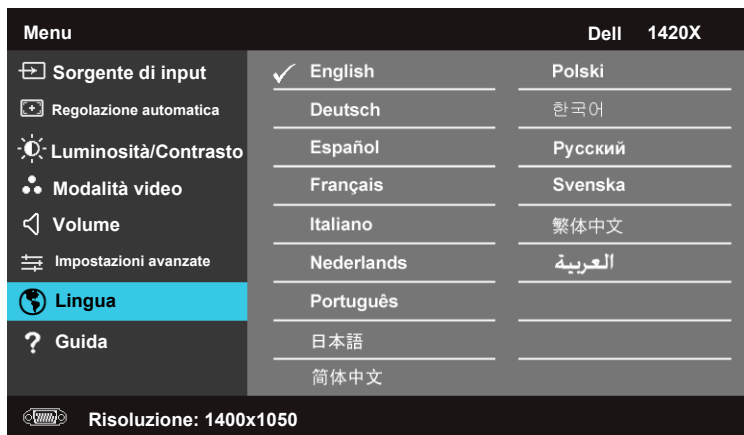 Menu
Dell 1420X
Sorgente di input
Regolazione automatica
Luminosità/Contrasto
Modalità video
Volume
Impostazioni avanzate
Lingua
? Guida
English
Deutsch
Español
Français
Italiano
Nederlands
Português
日本語
简体中文
Polski
한국어
Русский
Svenska
繁体中文
العربية
Risoluzione: 1400x1050